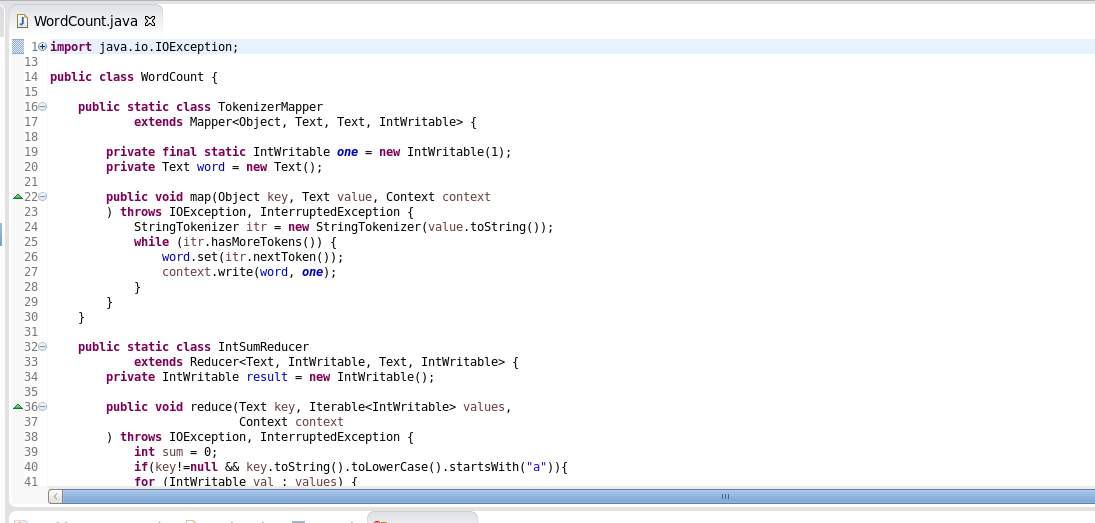 WordCount.java
1 import java.io.IOException;
13
14 public class WordCount {
15
16     public static class TokenizerMapper
17             extends Mapper<Object, Text, Text, IntWritable> {
18
19         private final static IntWritable one = new IntWritable(1);
20         private Text word = new Text();
21
22         public void map(Object key, Text value, Context context
23         ) throws IOException, InterruptedException {
24             StringTokenizer itr = new StringTokenizer(value.toString());
25             while (itr.hasMoreTokens()) {
26                 word.set(itr.nextToken());
27                 context.write(word, one);
28             }
29         }
30     }
31
32     public static class IntSumReducer
33             extends Reducer<Text, IntWritable, Text, IntWritable> {
34         private IntWritable result = new IntWritable();
35
36         public void reduce(Text key, Iterable<IntWritable> values,
37                            Context context
38         ) throws IOException, InterruptedException {
39             int sum = 0;
40             if(key!=null && key.toString().toLowerCase().startsWith("a")){
41             for (IntWritable val : values) {